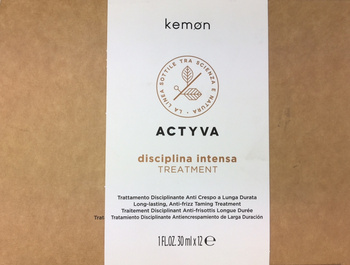 kemøn
LA LINEA SOTTILE TRA SCIENZA E NATURA
ACTYVA
disciplina intensa
TREATMENT
Trattamento Disciplinante Anti Crespo a Lunga Durata
Long-lasting, Anti-frizz Taming Treatment
Traitement Disciplinant Anti-frisottis Longue Durée
Tratamiento Disciplinante Antiencrespamiento de Larga Duración
1 FL.OZ. 30 ml x 12 e